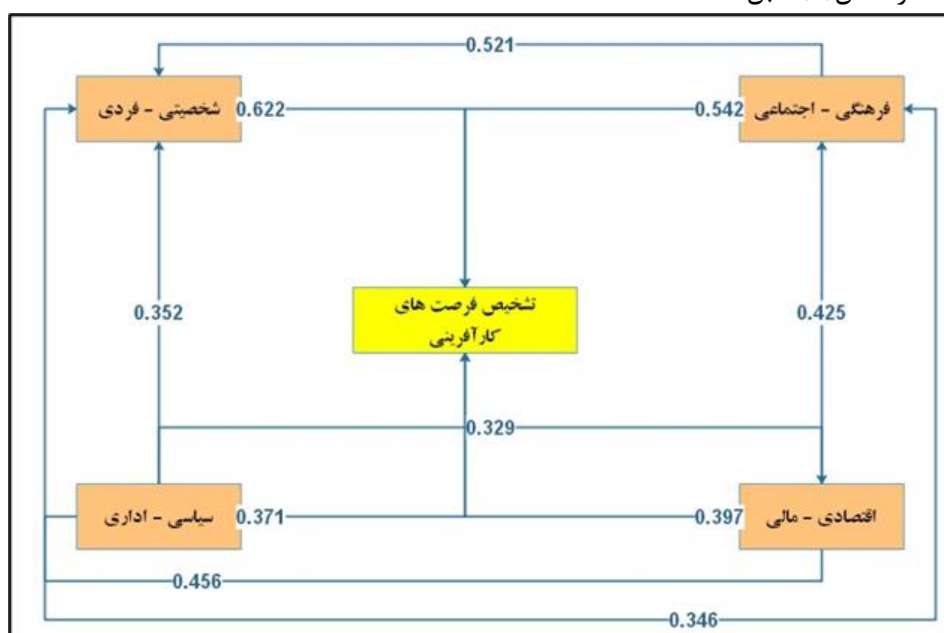 0.521
شخصیتی - فردی
0.622
0.542
فرهنگی - اجتماعی
0.352
تشخیص فرصت های
کارآفرینی
0.425
0.329
سیاسی - اداری
0.371
0.397
اقتصادی - مالی
0.456
0.346